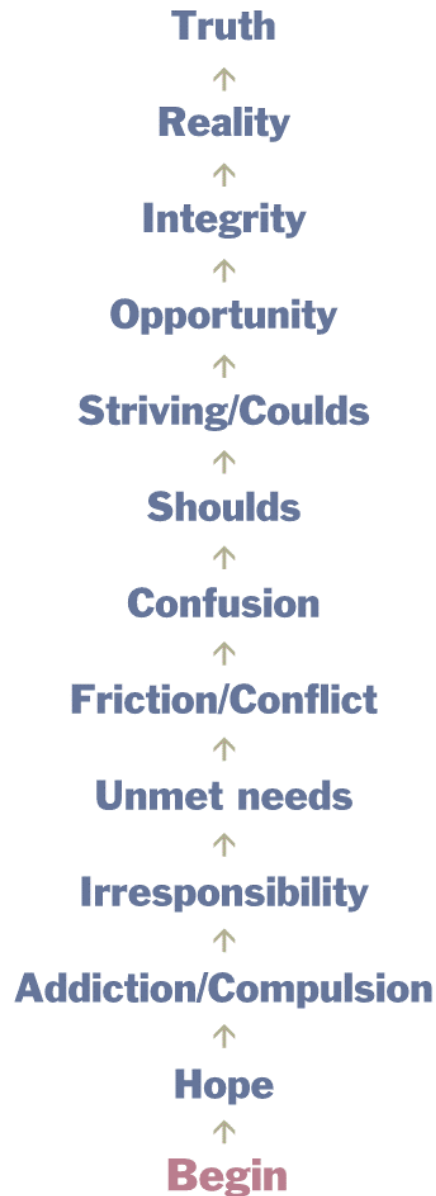 Truth
Reality
Integrity
Opportunity
Striving/Coulds
Shoulds
Confusion
Friction/Conflict
Unmet needs
Irresponsibility
Addiction/Compulsion
Hope
Begin